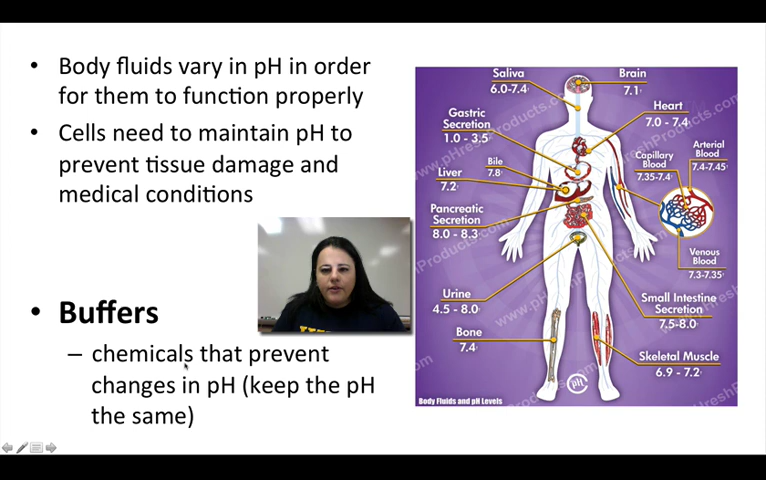 • Body fluids vary in pH in order
for them to function properly
• Cells need to maintain pH to
prevent tissue damage and
medical conditions
• Buffers
– chemicals that prevent
changes in pH (keep the pH
the same)
Saliva
6.0-7.4
Brain
7.1
Gastric
Secretion
1.0 - 3.5
Heart
7.0 - 7.4
Bile
7.8
Liver
7.2
Capillary
Blood
7.35-7.4
Arterial
Blood
7.4-7.45
Pancreatic
Secretion
8.0 - 8.3
Venous
Blood
7.3-7.35
Urine
4.5 - 8.0
Small Intestine
Secretion
7.5-8.0
Bone
7.4
Skeletal Muscle
6.9 - 7.2
pH
Body Fluids and pH Levels